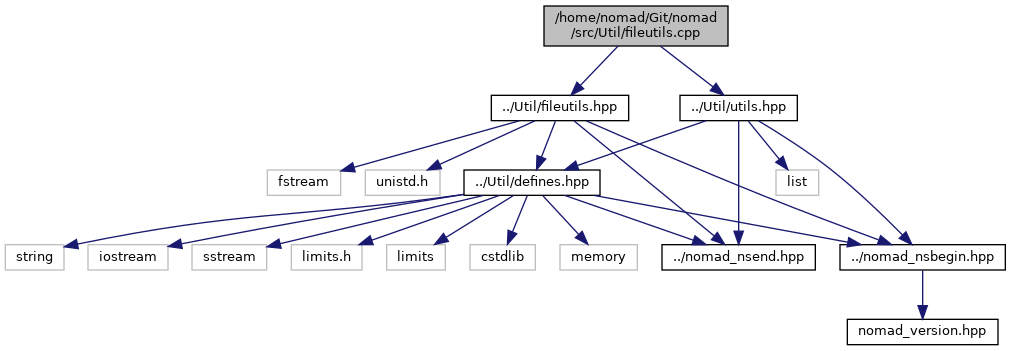 /home/nomad/Git/nomad
/src/Util/fileutils.cpp
../Util/fileutils.hpp
../Util/utils.hpp
fstream
unistd.h
../Util/defines.hpp
list
string
iostream
sstream
limits.h
limits
cstdlib
memory
../nomad_nsend.hpp
../nomad_nsbegin.hpp
nomad_version.hpp